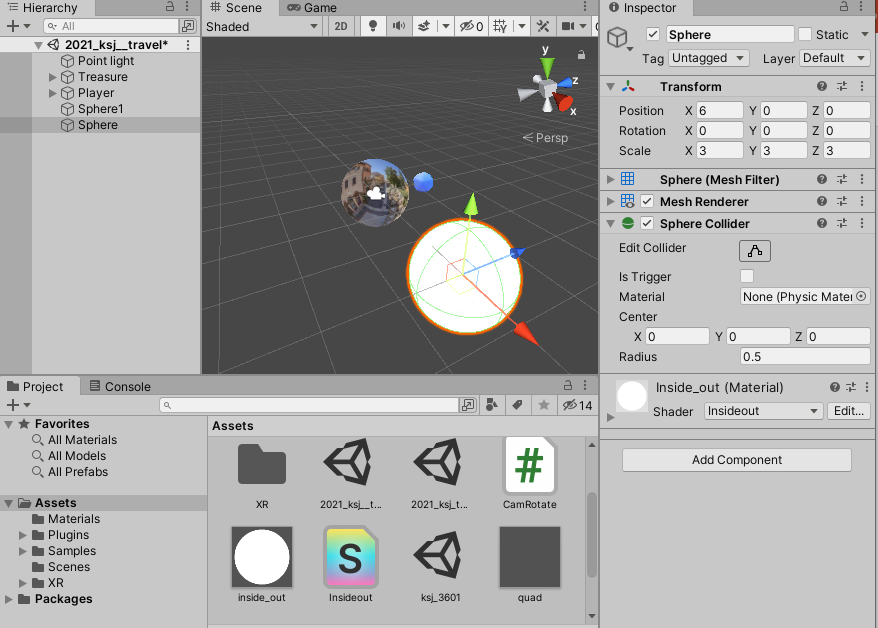 Hierarchy
All
2021_ksj__travel*
Point light
Treasure
Player
Sphere1
Sphere
Scene
Game
Shaded
2D
0
y
z
x
Persp
Inspector
Sphere
Static
Tag Untagged Layer Default
Transform
Position X 6 Y 0 Z 0
Rotation X 0 Y 0 Z 0
Scale X 3 Y 3 Z 3
Sphere (Mesh Filter)
Mesh Renderer
Sphere Collider
Edit Collider
Is Trigger
Material None (Physic Mater
Center
X 0 Y 0 Z 0
Radius 0.5
Inside_out (Material)
Shader Insideout Edit...
Add Component
Project
Console
14
Favorites
All Materials
All Models
All Prefabs
Assets
Materials
Plugins
Samples
Scenes
XR
Packages
Assets
XR
2021_ksj__t...
2021_ksj_t...
#
CamRotate
inside_out
S
Insideout
ksj_3601
quad